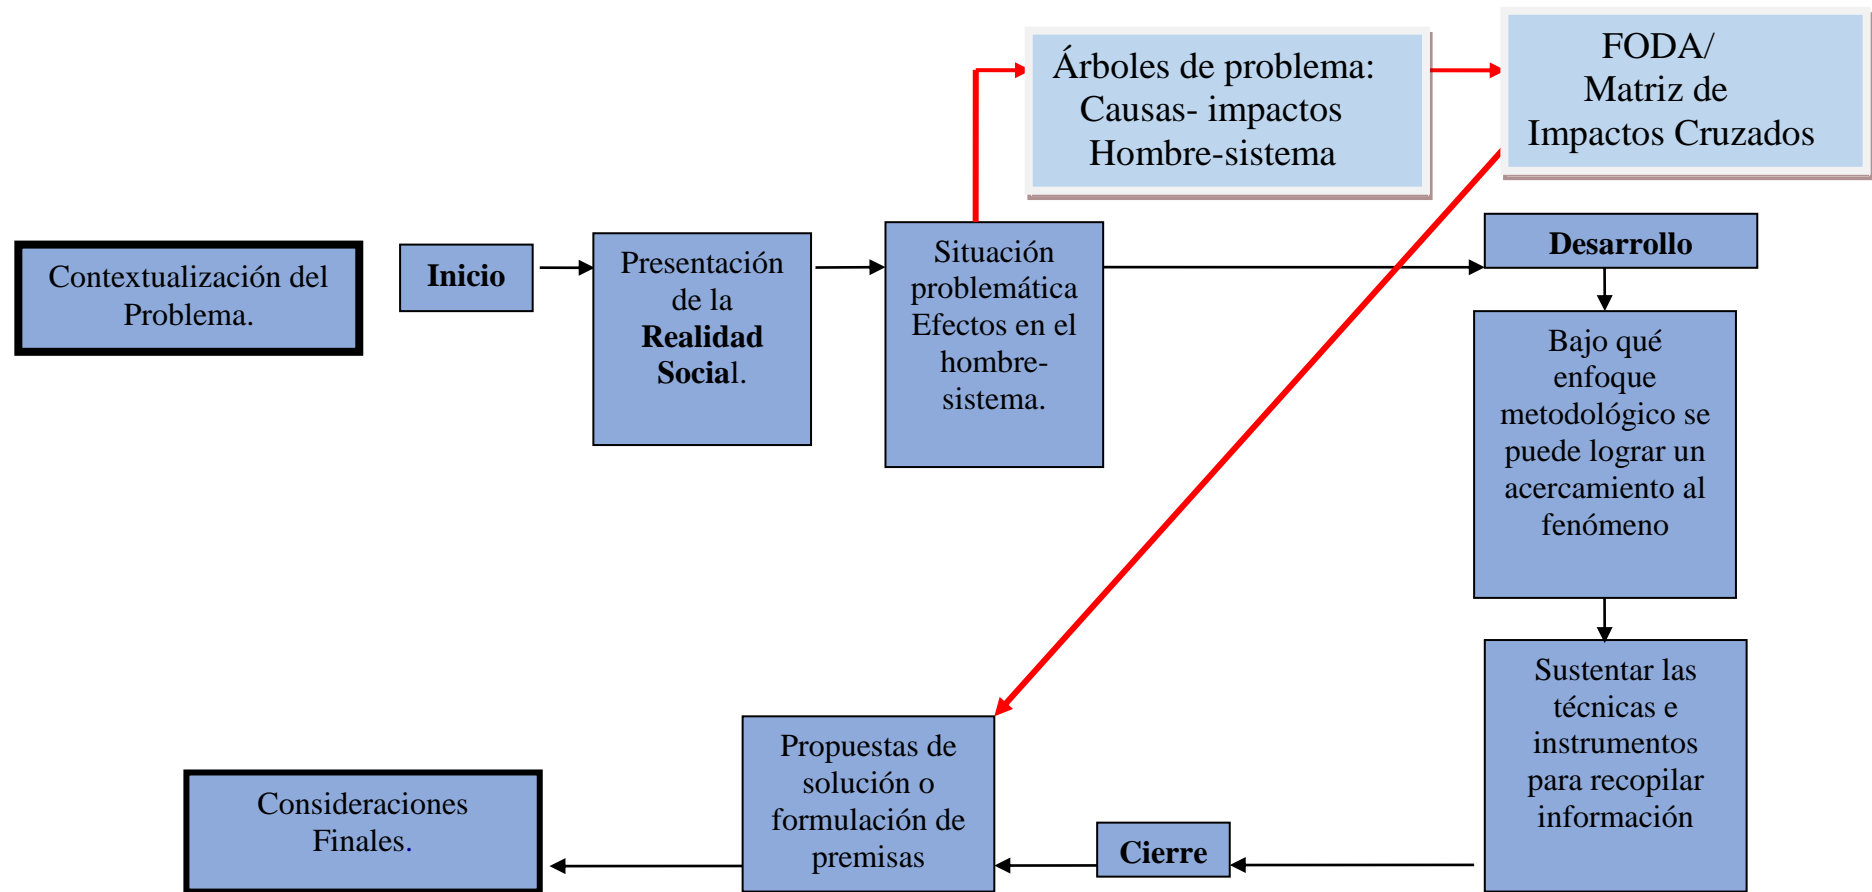 Árboles de problema:
Causas- impactos
Hombre-sistema
FODA/
Matriz de
Impactos Cruzados
Contextualización del
Problema.
Inicio
Presentación
de la
Realidad
Social.
Situación
problemática
Efectos en el
hombre-
sistema.
Desarrollo
Bajo qué
enfoque
metodológico se
puede lograr un
acercamiento al
fenómeno
Sustentar las
técnicas e
instrumentos
para recopilar
información
Cierre
Propuestas de
solución o
formulación de
premisas
Consideraciones
Finales.